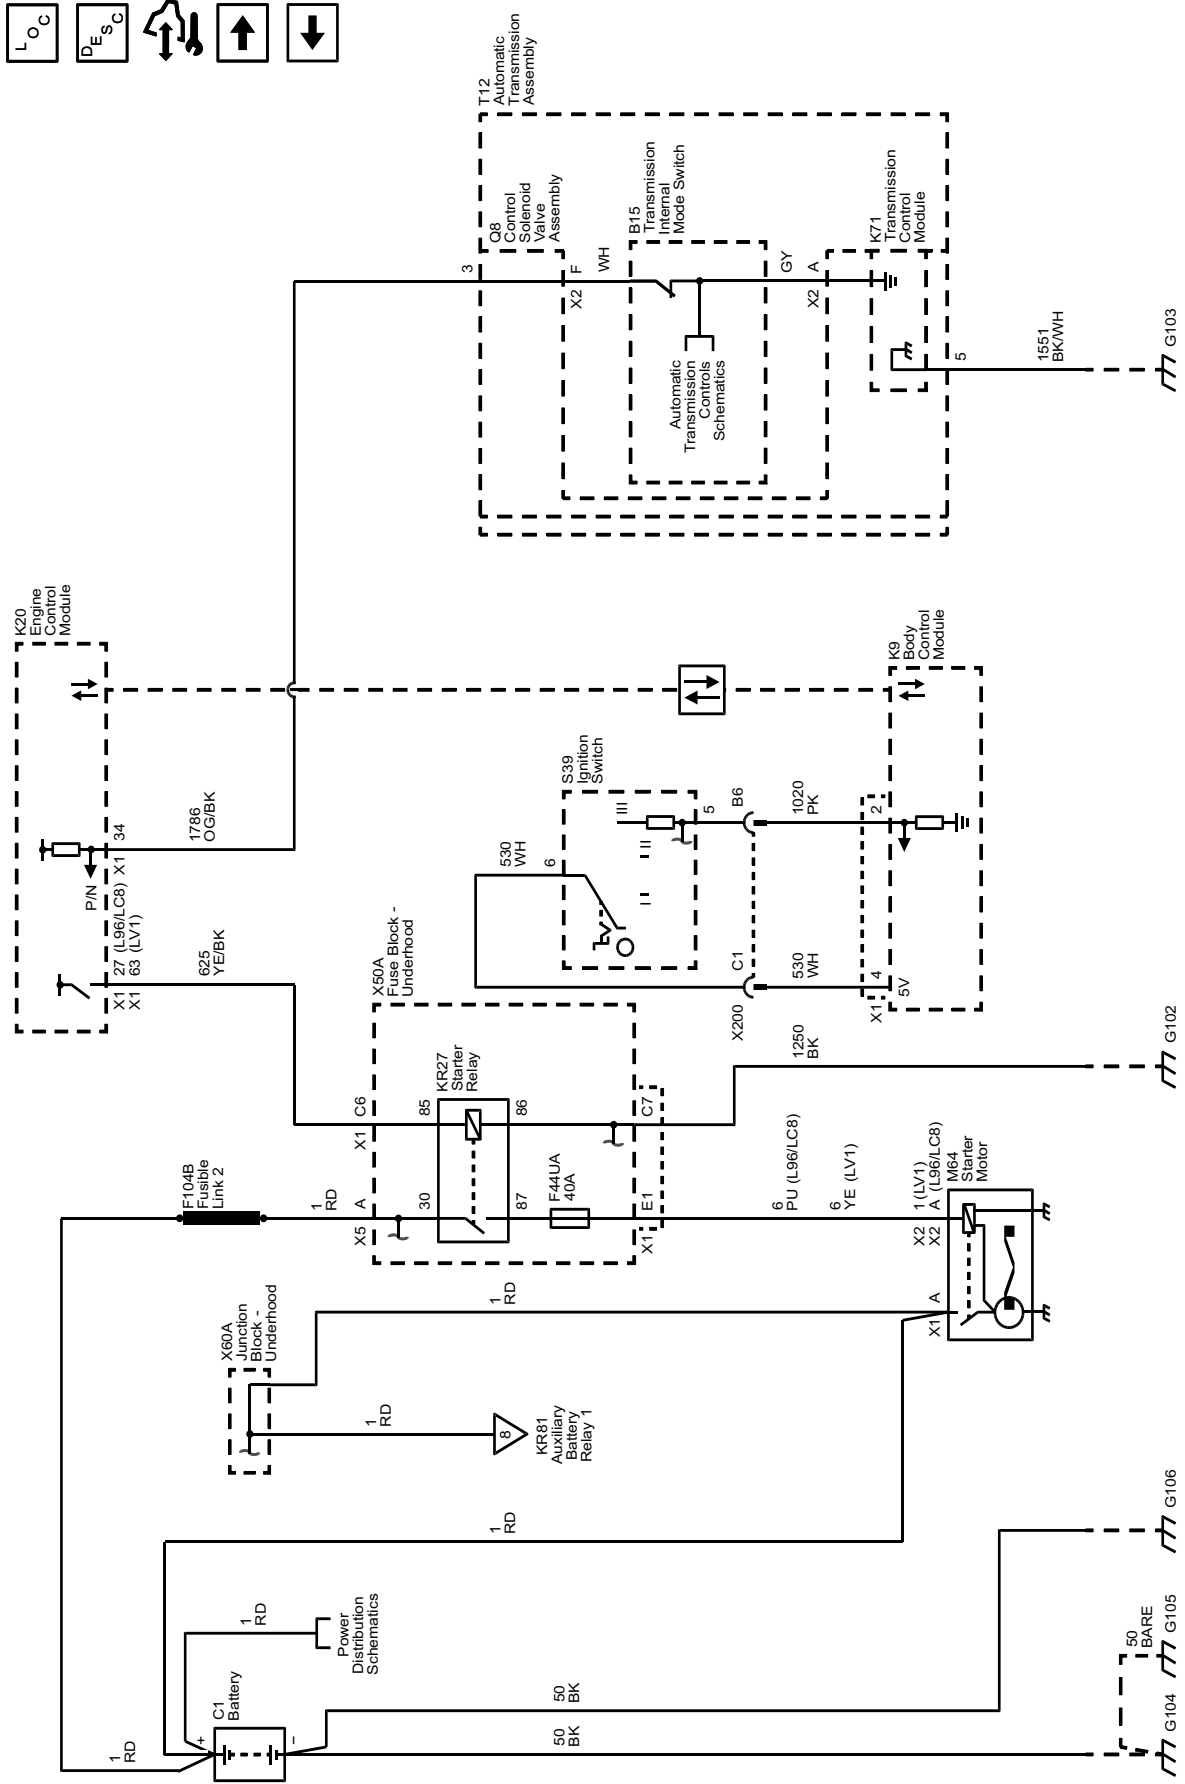 L O C
D E S C
C1
Battery
+
–
1
RD
1
RD
Power
Distribution
Schematics
50
BK
50
BK
50
BARE
G104
G105
G106
1
RD
X60A
Junction
Block -
Underhood
1
RD
8
KR81
Auxiliary
Battery
Relay 1
1
RD
F104B
Fusible
Link 2
1
RD
X5
A
X1
C6
X50A
Fuse Block -
Underhood
30
85
KR27
Starter
Relay
87
86
F44UA
40A
X1
E1
C7
6
PU (L96/LC8)
6
YE (LV1)
X2
1 (LV1)
X2
A (L96/LC8)
M64
Starter
Motor
X1
A
1250
BK
G102
K20
Engine
Control
Module
P/N
X1
27 (L96/LC8)
X1
63 (LV1)
X1
34
625
YE/BK
1786
OG/BK
530
WH
6
S39
Ignition
Switch
I
II
III
5
X200
C1
B6
530
WH
1020
PK
X1
4
2
5V
K9
Body
Control
Module
T12
Automatic
Transmission
Assembly
3
Q8
Control
Solenoid
Valve
Assembly
X2
F
WH
B15
Transmission
Internal
Mode Switch
Automatic
Transmission
Controls
Schematics
GY
X2
A
K71
Transmission
Control
Module
5
1551
BK/WH
G103